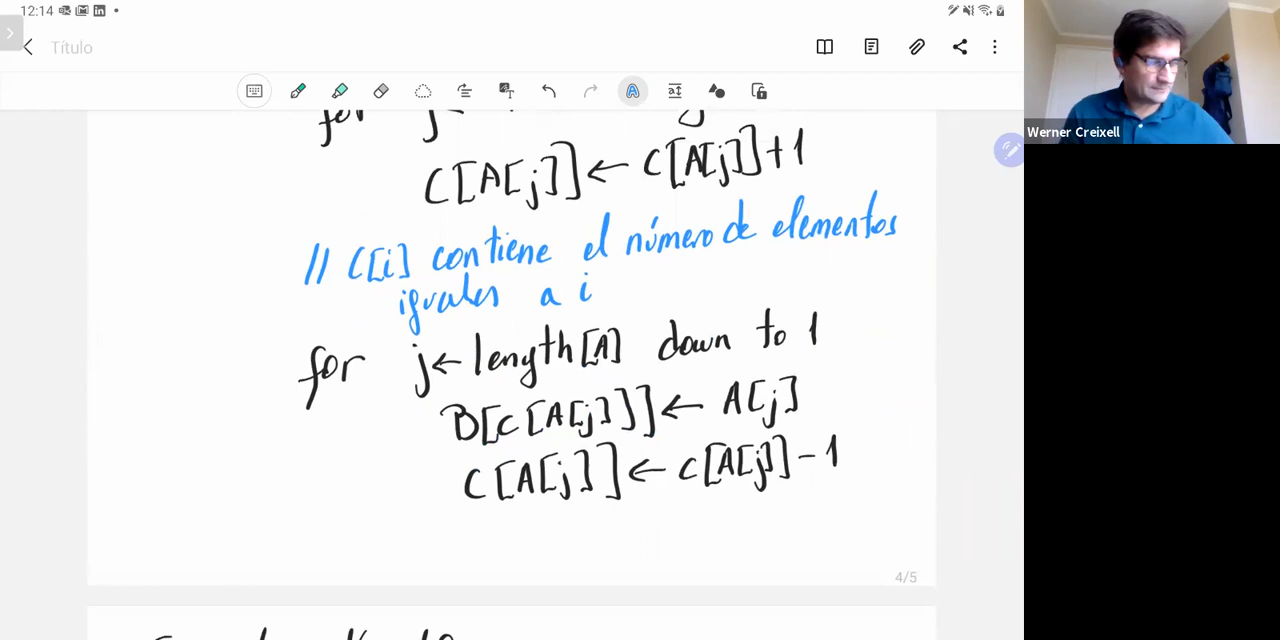 12:14
Título
Werner Creixell
for j←
C[A[j]] ← C[A[j]]+1
// C[i] contiene el número de elementos
iguales a i
for j← length[A] down to 1
B[C[A[j]]] ← A[j]
C[A[j]] ← C[A[j]]-1
4/5